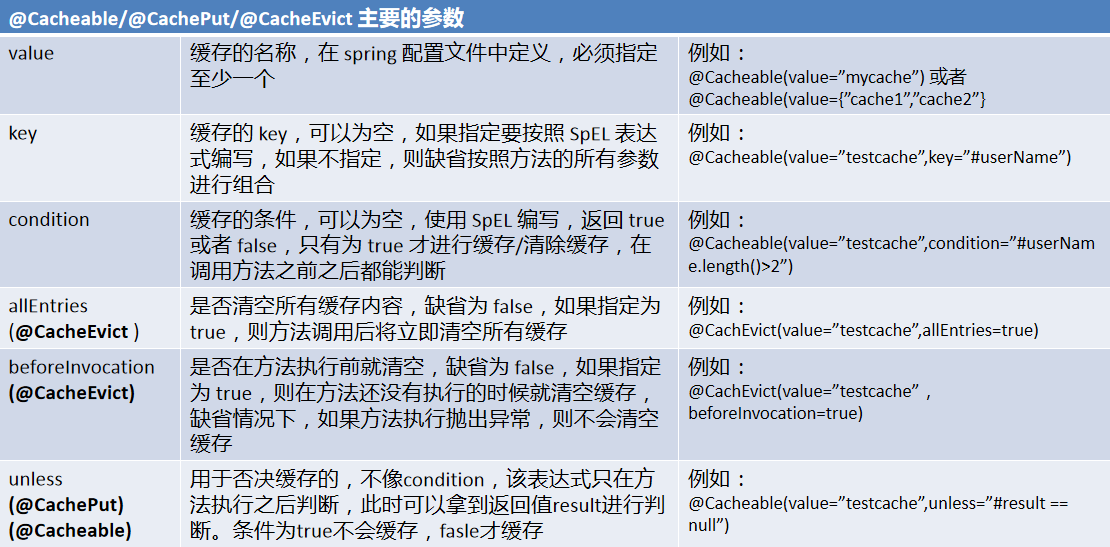 @Cacheable/@CachePut/@CacheEvict 主要的参数
value
缓存的名称，在 spring 配置文件中定义，必须指定
至少一个
例如：
@Cacheable(value=”mycache”) 或者
@Cacheable(value={”cache1”,”cache2”}
key
缓存的 key，可以为空，如果指定要按照 SpEL 表达
式编写，如果不指定，则缺省按照方法的所有参数
进行组合
例如：
@Cacheable(value=”testcache”,key=”#userName”)
condition
缓存的条件，可以为空，使用 SpEL 编写，返回 true
或者 false，只有为 true 才进行缓存/清除缓存，在
调用方法之前之后都能判断
例如：
@Cacheable(value=”testcache”,condition=”#userNam
e.length()>2”)
allEntries
(@CacheEvict )
是否清空所有缓存内容，缺省为 false，如果指定为
true，则方法调用后将立即清空所有缓存
例如：
@CachEvict(value=”testcache”,allEntries=true)
beforeInvocation
(@CacheEvict)
是否在方法执行前就清空，缺省为 false，如果指定
为 true，则在方法还没有执行的时候就清空缓存，
缺省情况下，如果方法执行抛出异常，则不会清空
缓存
例如：
@CachEvict(value=”testcache”，
beforeInvocation=true)
unless
(@CachePut)
(@Cacheable)
用于否决缓存的，不像condition，该表达式只在方
法执行之后判断，此时可以拿到返回值result进行判
断。条件为true不会缓存，fasle才缓存
例如：
@Cacheable(value=”testcache”,unless=”#result ==
null”)